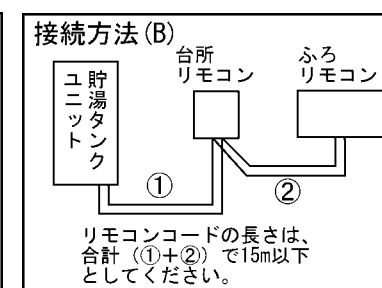 接続方法(B)
台所
リモコン
ふろ
リモコン
貯湯タンク
ユニット
①
②
リモコンコードの長さは、
合計（①＋②）で15m以下
としてください。